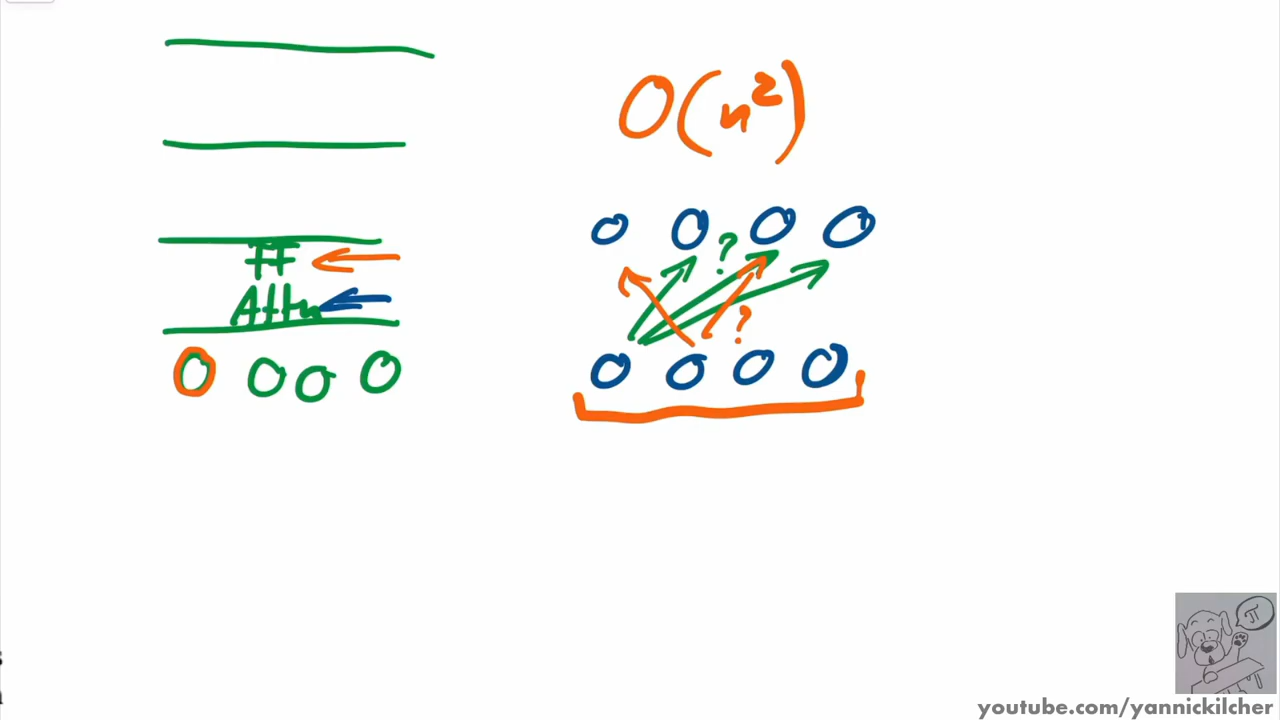 O(n²)
FF
Attn
?
?
π
youtube.com/yannickilcher